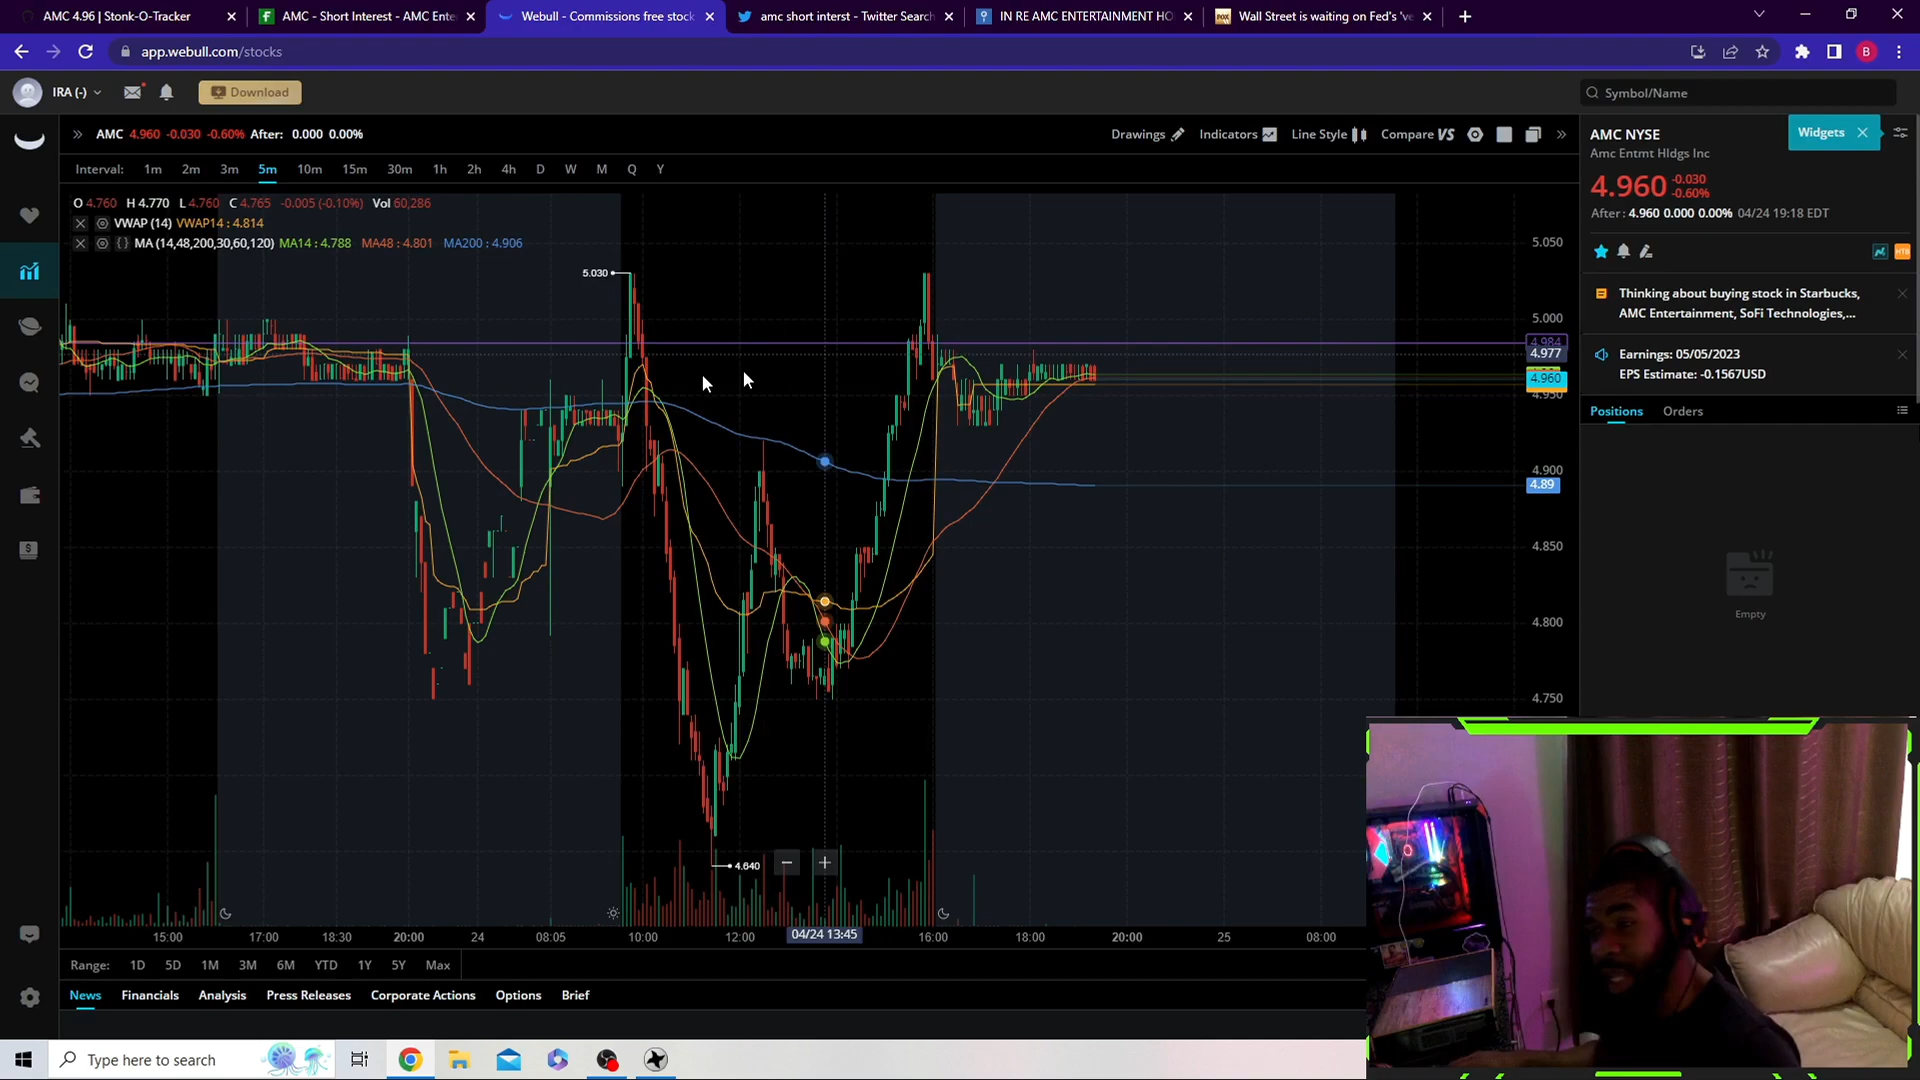 AMC 4.96 | Stonk-O-Tracker
AMC - Short Interest - AMC Enter
Webull - Commissions free stock
amc short interst - Twitter Search
IN RE AMC ENTERTAINMENT HO
Wall Street is waiting on Fed's 've
app.webull.com/stocks
B
IRA (-)
Download
Symbol/Name
AMC 4.960 -0.030 -0.60% After: 0.000 0.00%
Drawings
Indicators
Line Style
Compare VS
Interval: 1m 2m 3m 5m 10m 15m 30m 1h 2h 4h D W M Q Y
O 4.760 H 4.770 L 4.760 C 4.765 -0.005 (-0.10%) Vol 60,286
VWAP (14) VWAP14 : 4.814
MA (14,48,200,30,60,120) MA14 : 4.788 MA48 : 4.801 MA200 : 4.906
5.030
4.640
5.050
5.000
4.984
4.977
4.960
4.950
4.900
4.89
4.850
4.800
4.750
15:00 17:00 18:30 20:00 24 08:05 10:00 12:00 04/24 13:45 16:00 18:00 20:00 25 08:00
Range: 1D 5D 1M 3M 6M YTD 1Y 5Y Max
News Financials Analysis Press Releases Corporate Actions Options Brief
AMC NYSE
Widgets
Amc Entmt Hldgs Inc
4.960 -0.030
-0.60%
After : 4.960 0.000 0.00% 04/24 19:18 EDT
HTB
Thinking about buying stock in Starbucks,
AMC Entertainment, SoFi Technologies,...
Earnings: 05/05/2023
EPS Estimate: -0.1567USD
Positions Orders
Empty
Type here to search